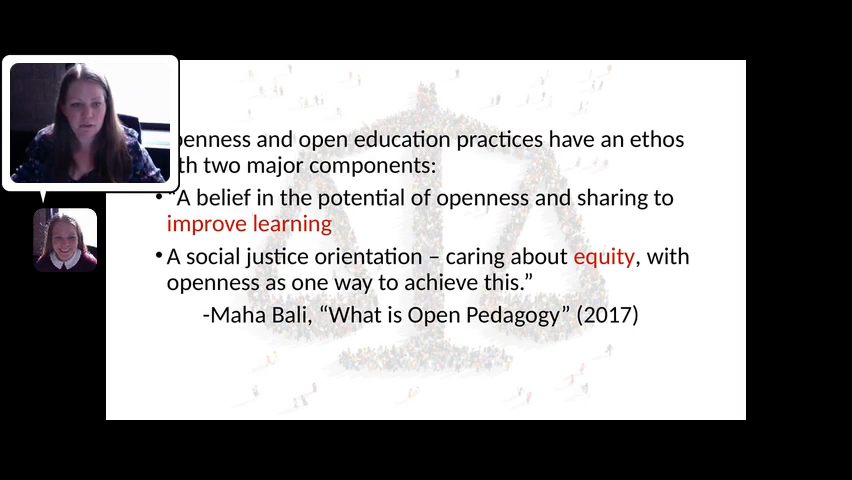 penness and open education practices have an ethos
th two major components:
• “A belief in the potential of openness and sharing to
improve learning
• A social justice orientation – caring about equity, with
openness as one way to achieve this.”
-Maha Bali, “What is Open Pedagogy” (2017)